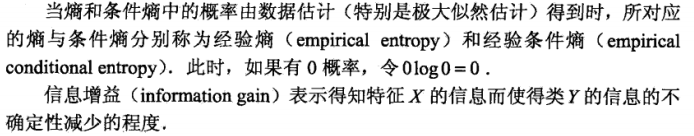 当熵和条件熵中的概率由数据估计（特别是极大似然估计）得到时，所对应
的熵与条件熵分别称为经验熵（empirical entropy）和经验条件熵（empirical
conditional entropy）．此时，如果有 0 概率，令 0log0=0．
信息增益（information gain）表示得知特征 X 的信息而使得类 Y 的信息的不
确定性减少的程度．